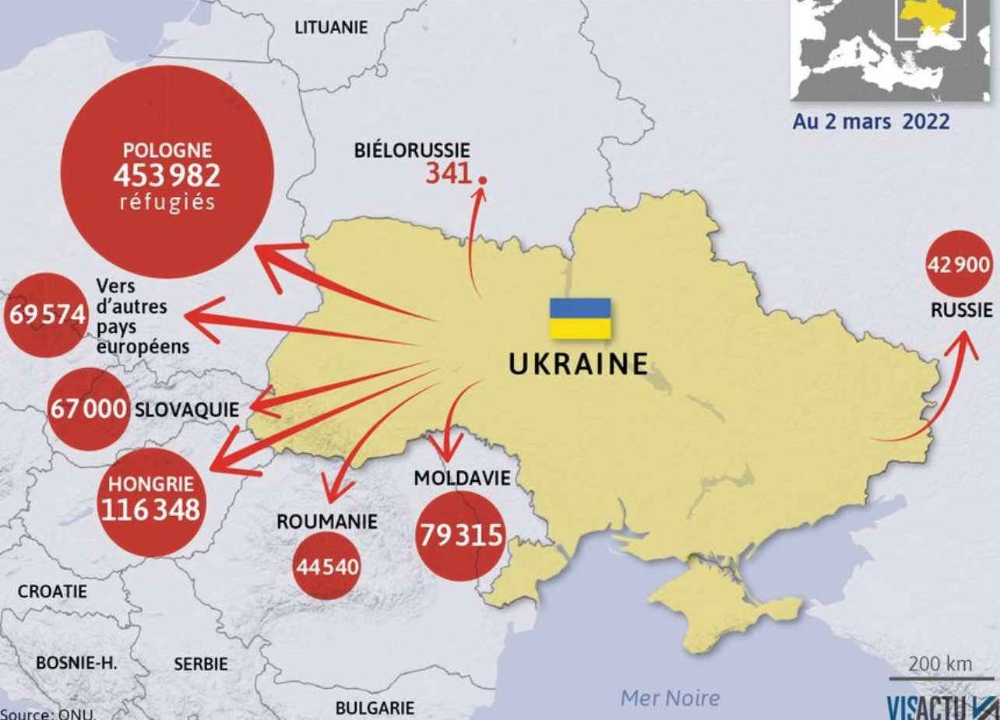 LITUANIE
Au 2 mars 2022
POLOGNE
453 982
réfugiés
BIÉLORUSSIE
341
42 900
RUSSIE
Vers
d'autres
pays
européens
69 574
UKRAINE
67 000 SLOVAQUIE
HONGRIE
116 348
MOLDAVIE
79 315
ROUMANIE
44 540
CROATIE
BOSNIE-H.
SERBIE
BULGARIE
200 km
Mer Noire
VISACTU
Source: ONU.